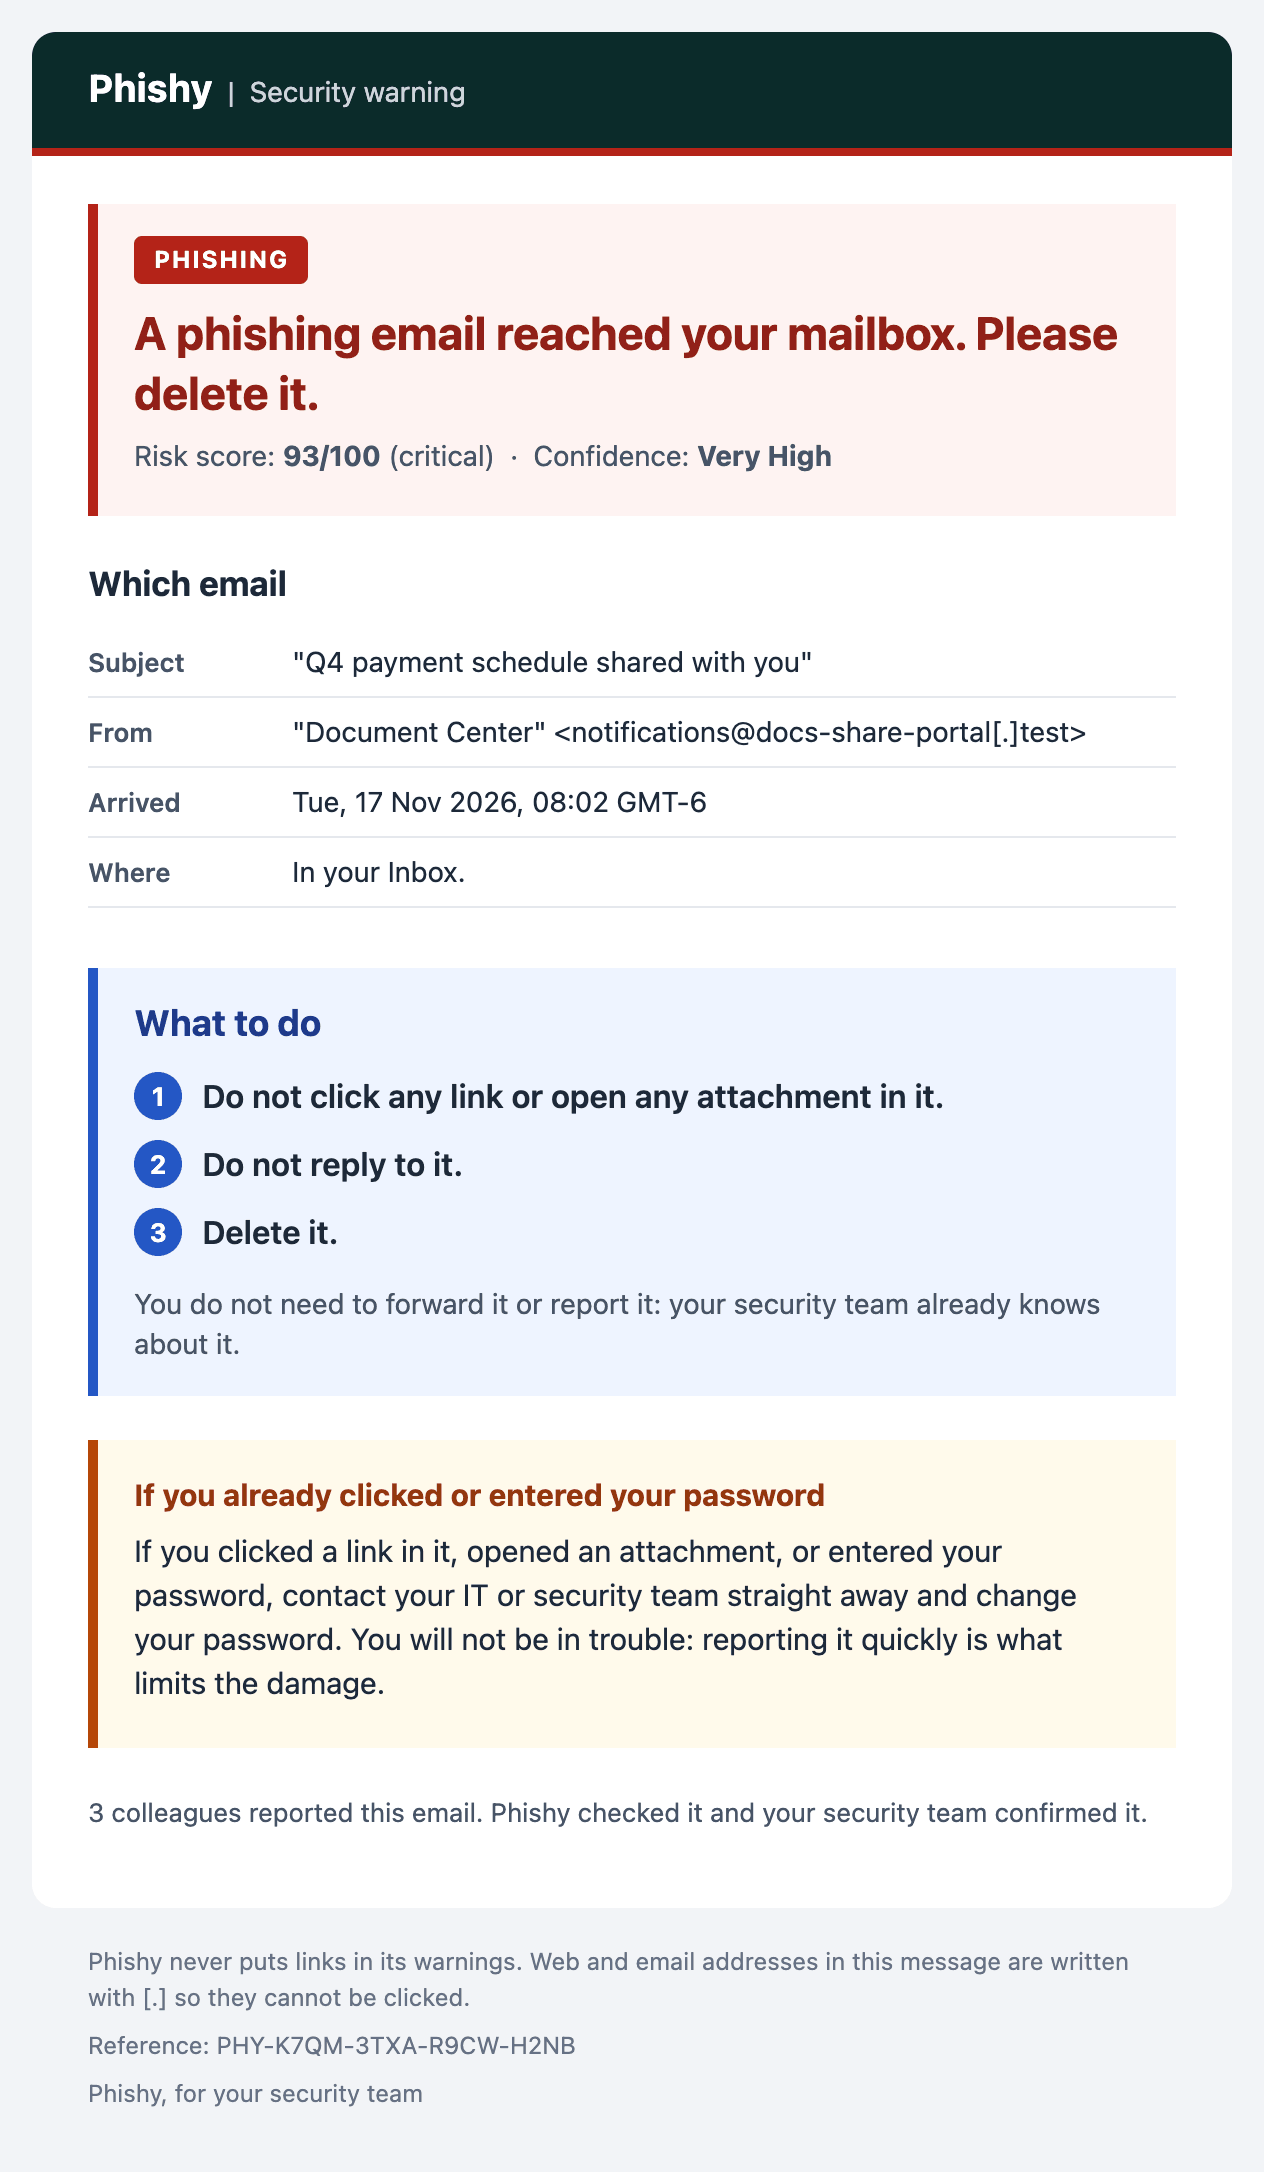 Phishy | Security warning
PHISHING
A phishing email reached your mailbox. Please
delete it.
Risk score: 93/100 (critical) · Confidence: Very High
Which email
Subject "Q4 payment schedule shared with you"
From "Document Center" <notifications@docs-share-portal[.]test>
Arrived Tue, 17 Nov 2026, 08:02 GMT-6
Where In your Inbox.
What to do
1 Do not click any link or open any attachment in it.
2 Do not reply to it.
3 Delete it.
You do not need to forward it or report it: your security team already knows
about it.
If you already clicked or entered your password
If you clicked a link in it, opened an attachment, or entered your
password, contact your IT or security team straight away and change
your password. You will not be in trouble: reporting it quickly is what
limits the damage.
3 colleagues reported this email. Phishy checked it and your security team confirmed it.
Phishy never puts links in its warnings. Web and email addresses in this message are written
with [.] so they cannot be clicked.
Reference: PHY-K7QM-3TXA-R9CW-H2NB
Phishy, for your security team